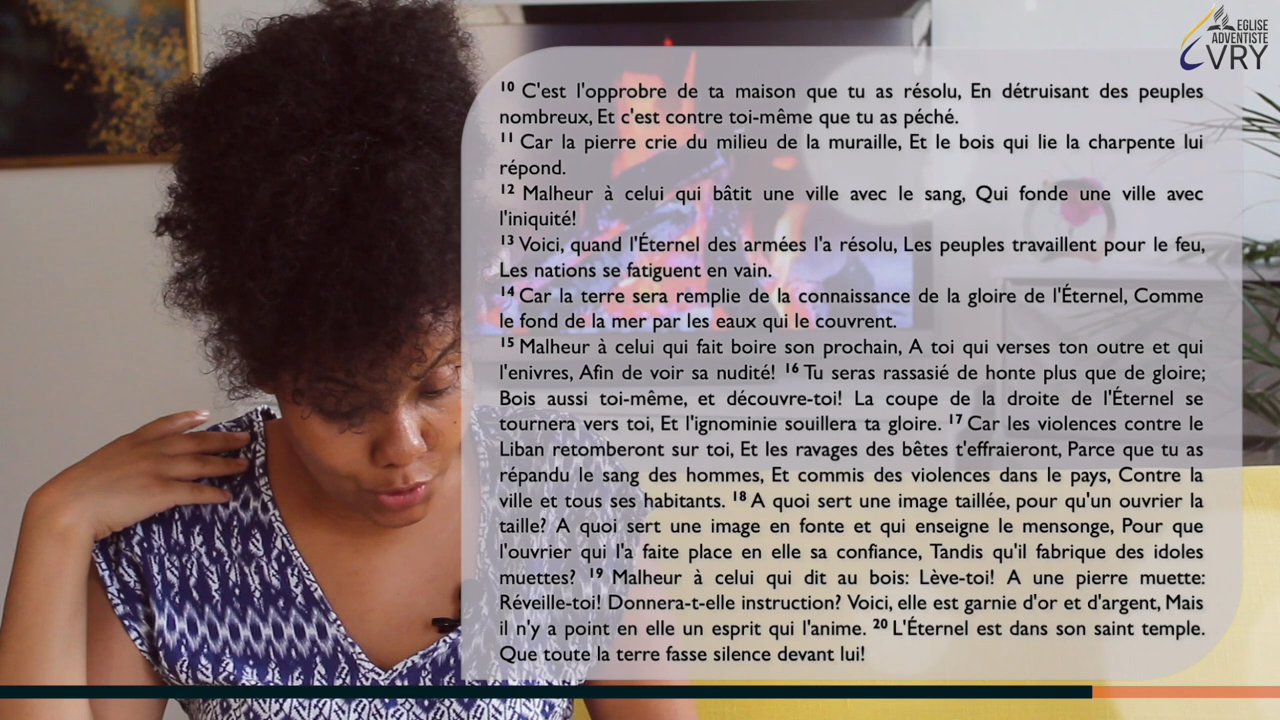 EGLISE
ADVENTISTE
VRY
10 C'est l'opprobre de ta maison que tu as résolu, En détruisant des peuples
nombreux, Et c'est contre toi-même que tu as péché.
11 Car la pierre crie du milieu de la muraille, Et le bois qui lie la charpente lui
répond.
12 Malheur à celui qui bâtit une ville avec le sang, Qui fonde une ville avec
l'iniquité!
13 Voici, quand l'Éternel des armées l'a résolu, Les peuples travaillent pour le feu,
Les nations se fatiguent en vain.
14 Car la terre sera remplie de la connaissance de la gloire de l'Éternel, Comme
le fond de la mer par les eaux qui le couvrent.
15 Malheur à celui qui fait boire son prochain, A toi qui verses ton outre et qui
l'enivres, Afin de voir sa nudité! 16 Tu seras rassasié de honte plus que de gloire;
Bois aussi toi-même, et découvre-toi! La coupe de la droite de l'Éternel se
tournera vers toi, Et l'ignominie souillera ta gloire. 17 Car les violences contre le
Liban retomberont sur toi, Et les ravages des bêtes t'effraieront, Parce que tu as
répandu le sang des hommes, Et commis des violences dans le pays, Contre la
ville et tous ses habitants. 18 A quoi sert une image taillée, pour qu'un ouvrier la
taille? A quoi sert une image en fonte et qui enseigne le mensonge, Pour que
l'ouvrier qui l'a faite place en elle sa confiance, Tandis qu'il fabrique des idoles
muettes? 19 Malheur à celui qui dit au bois: Lève-toi! A une pierre muette:
Réveille-toi! Donnera-t-elle instruction? Voici, elle est garnie d'or et d'argent, Mais
il n'y a point en elle un esprit qui l'anime. 20 L'Éternel est dans son saint temple.
Que toute la terre fasse silence devant lui!